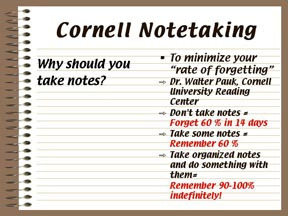 Cornell Notetaking
Why should you
take notes?
▪ To minimize your
"rate of forgetting"
⇨ Dr. Walter Pauk, Cornell
University Reading
Center
⇨ Don't take notes =
Forget 60 % in 14 days
⇨ Take some notes =
Remember 60 %
⇨ Take organized notes
and do something with
them=
Remember 90-100%
indefinitely!